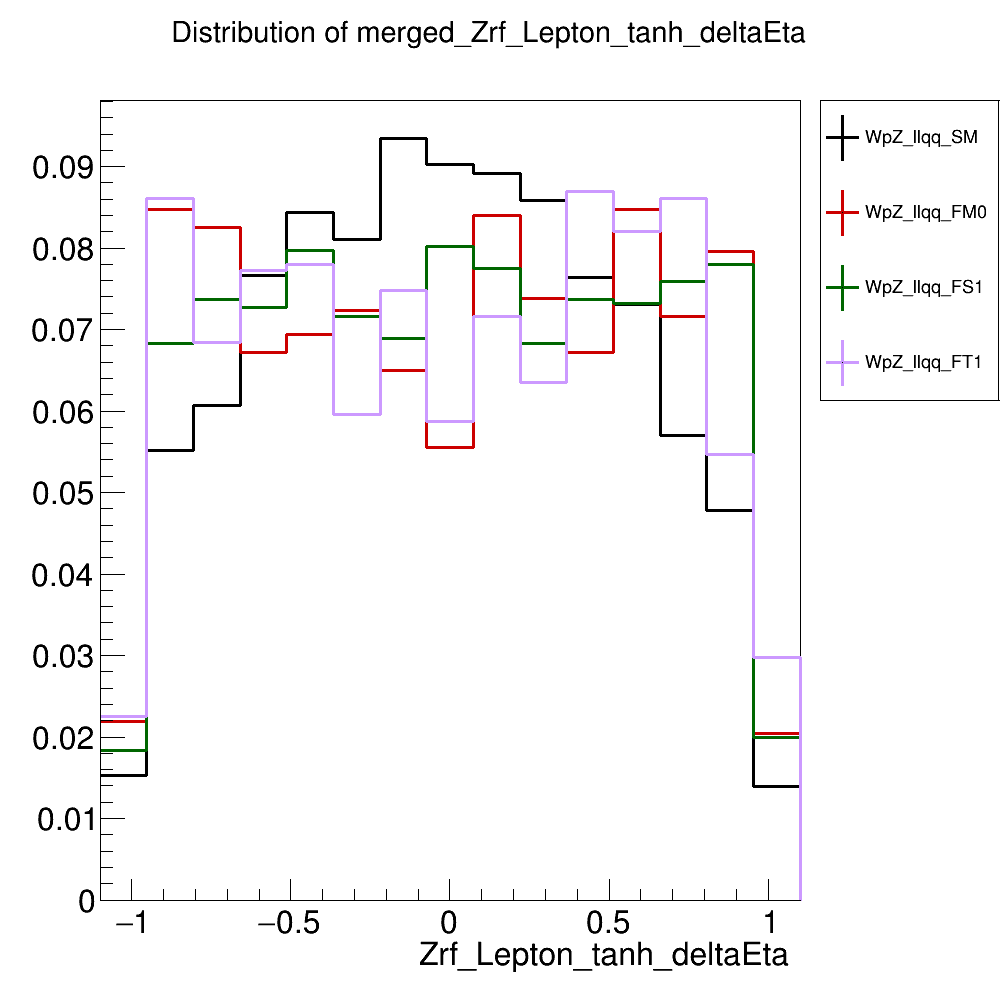 Distribution of merged_Zrf_Lepton_tanh_deltaEta
WpZ_llqq_SM
WpZ_llqq_FM0
WpZ_llqq_FS1
WpZ_llqq_FT1
0.09
0.08
0.07
0.06
0.05
0.04
0.03
0.02
0.01
0
−1 −0.5 0 0.5 1
Zrf_Lepton_tanh_deltaEta